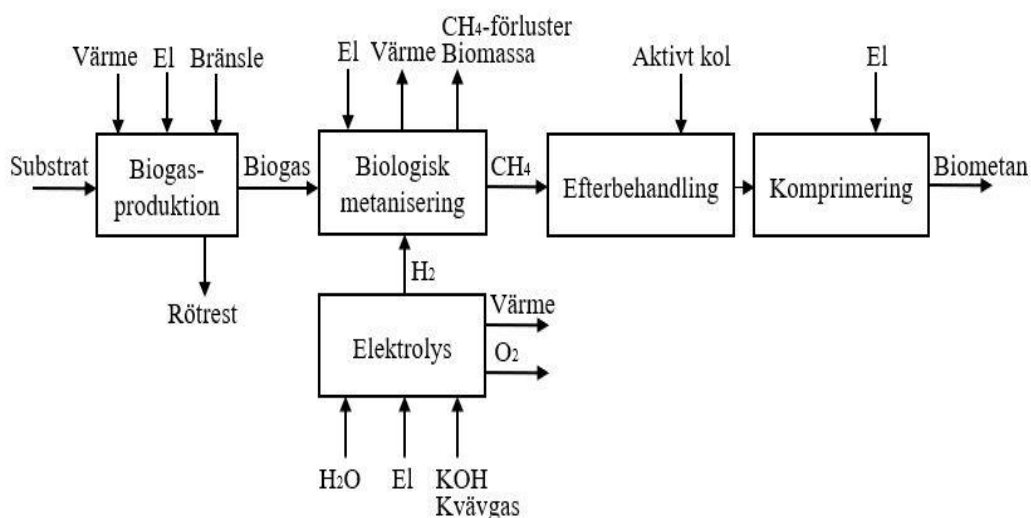 Värme
El
Bränsle
El
Värme
CH4-förluster
Biomassa
Aktivt kol
El
Substrat
Biogas-
produktion
Biogas
Biologisk
metanisering
CH4
Efterbehandling
Komprimering
Biometan
Rötrest
H2
Elektrolys
Värme
O2
H2O
El
KOH
Kvävgas